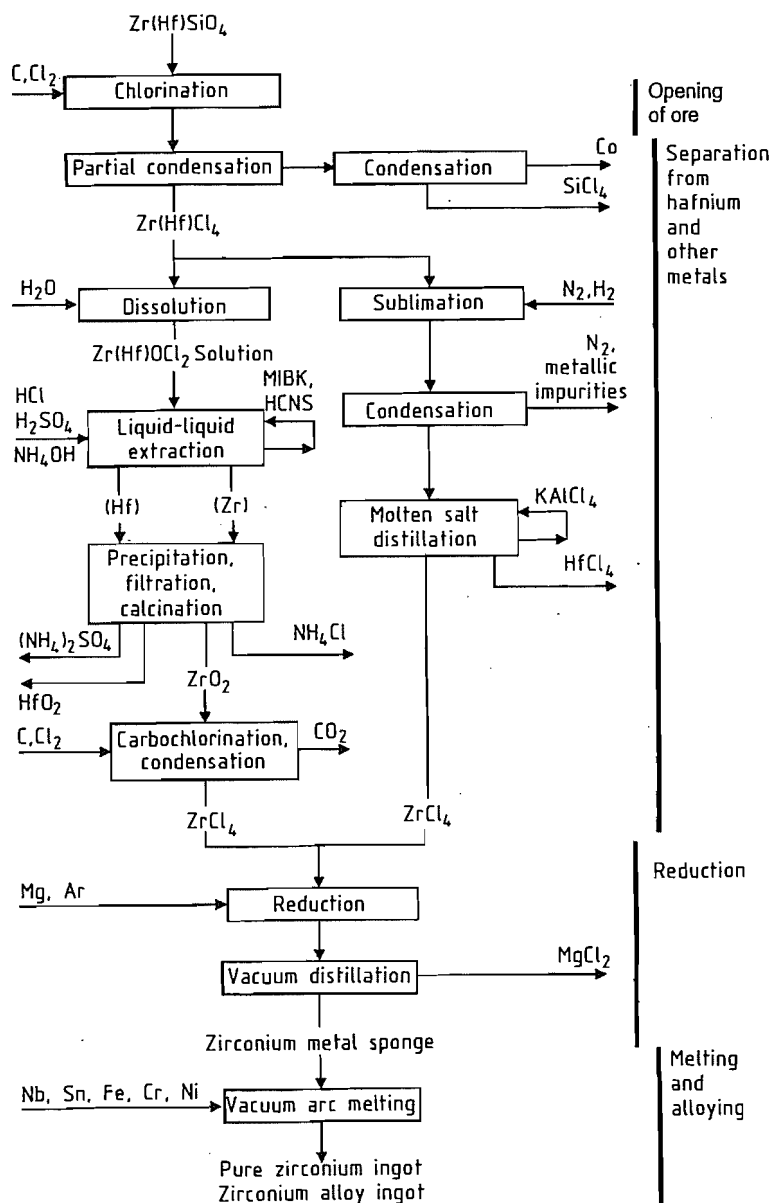 Zr(Hf)SiO₄
C,Cl₂
Chlorination
Opening
of ore
Partial condensation
Condensation
Co
SiCl₄
Separation
from
hafnium
and
other
metals
Zr(Hf)Cl₄
H₂O
Dissolution
Sublimation
N₂,H₂
Zr(Hf)OCl₂ Solution
N₂,
metallic
impurities
HCl
H₂SO₄
NH₄OH
MIBK,
HCNS
Liquid-liquid
extraction
Condensation
(Hf)
(Zr)
KAlCl₄
Molten salt
distillation
HfCl₄
Precipitation,
filtration,
calcination
(NH₄)₂SO₄
NH₄Cl
HfO₂
ZrO₂
C,Cl₂
Carbochlorination,
condensation
CO₂
ZrCl₄
ZrCl₄
Reduction
Mg, Ar
Reduction
Vacuum distillation
MgCl₂
Zirconium metal sponge
Melting
and
alloying
Nb, Sn, Fe, Cr, Ni
Vacuum arc melting
Pure zirconium ingot
Zirconium alloy ingot